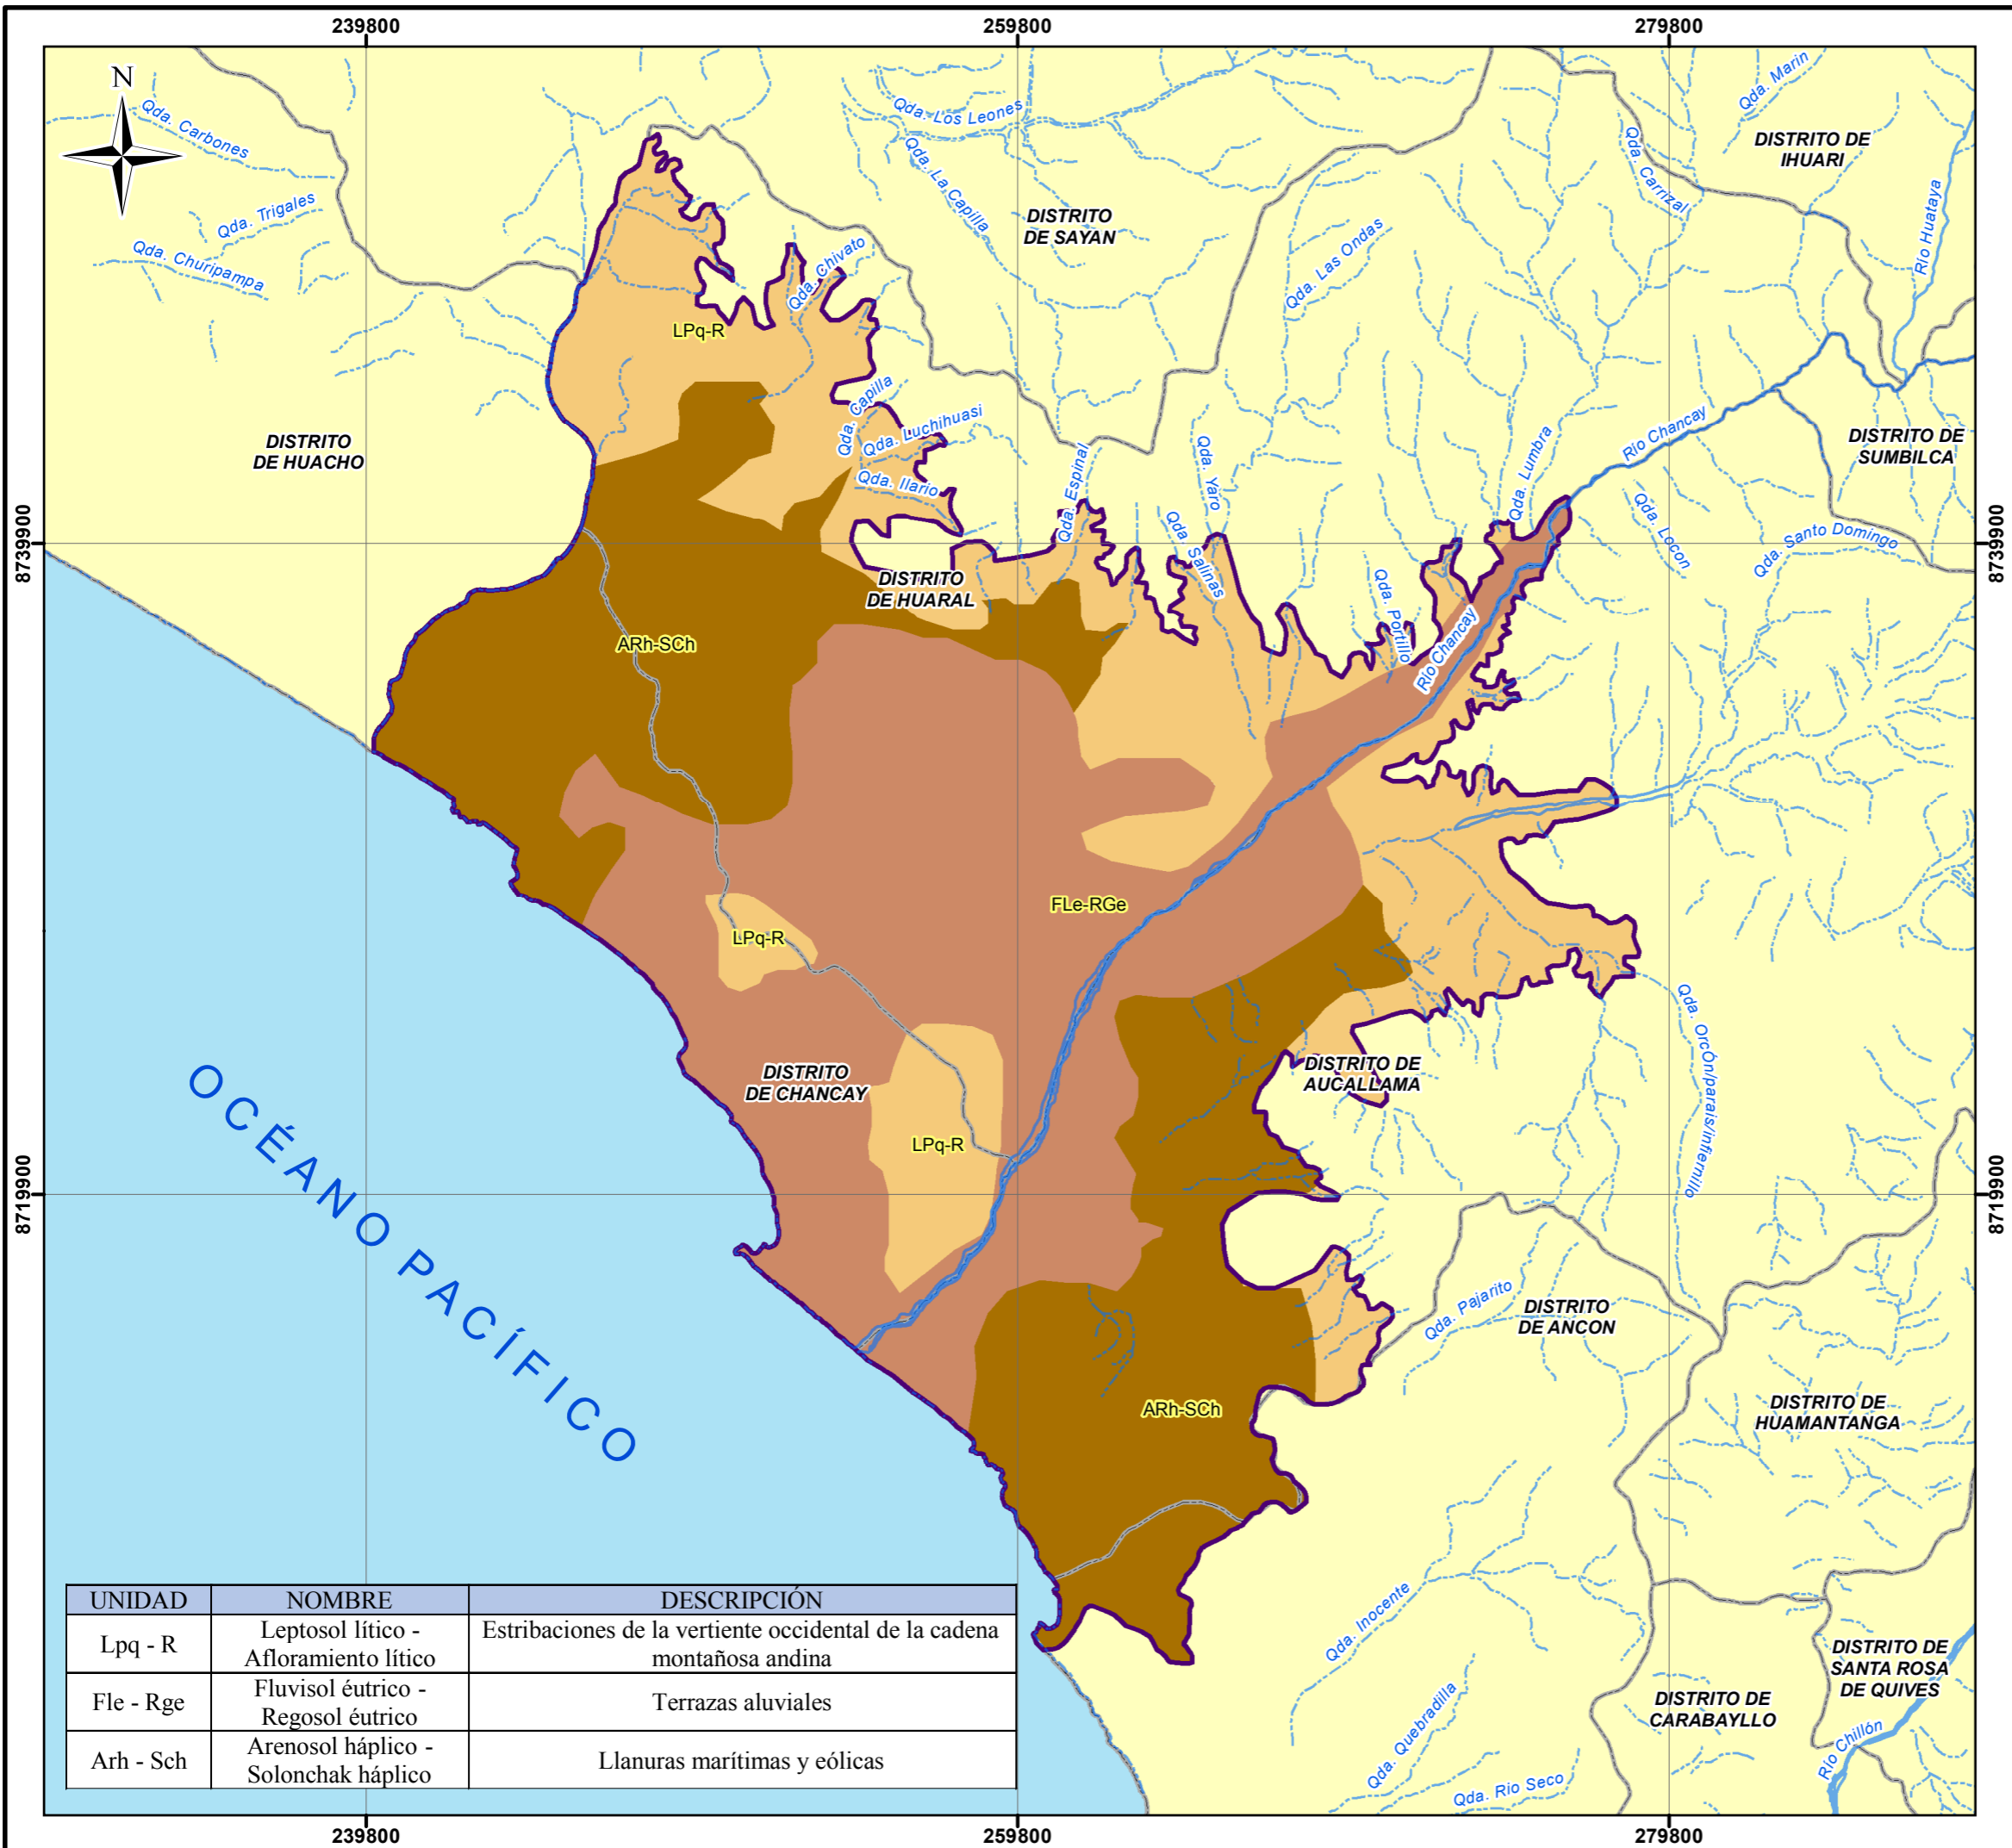 239800
259800
279800
N
Qda. Carbones
Qda. Trigales
Qda. Churipampa
Qda. Los Leones
Qda. La Capilla
Qda. Marin
Qda. Carrizal
DISTRITO DE
IHUARI
Rio Huataya
DISTRITO
DE SAYAN
Qda. Las Ondas
Qda. Chivato
LPq-R
Qda. Capilla
Qda. Luchihuasi
Qda. Ilario
DISTRITO
DE HUACHO
Qda. Espinal
Qda. Yaro
Qda. Salinas
Qda. Lumbra
Rio Chancay
DISTRITO DE
SUMBILCA
Qda. Locon
Qda. Santo Domingo
8739900
8739900
DISTRITO
DE HUARAL
Qda. Portillo
Rio Chancay
ARh-SCh
FLe-RGe
LPq-R
Qda. OrcÓn/parais/infiernillo
DISTRITO
DE CHANCAY
DISTRITO DE
AUCALLAMA
LPq-R
OCÉANO PACÍFICO
8719900
8719900
Qda. Pajarito
DISTRITO
DE ANCON
DISTRITO DE
HUAMANTANGA
ARh-SCh
Qda. Inocente
Qda. Quebradilla
Qda. Rio Seco
DISTRITO DE
SANTA ROSA
DE QUIVES
DISTRITO DE
CARABAYLLO
Rio Chillón
UNIDAD NOMBRE DESCRIPCIÓN
Lpq - R Leptosol lítico - Estribaciones de la vertiente occidental de la cadena
Afloramiento lítico montañosa andina
Fle - Rge Fluvisol éutrico - Terrazas aluviales
Regosol éutrico
Arh - Sch Arenosol háplico - Llanuras marítimas y eólicas
Solonchak háplico
239800
259800
279800